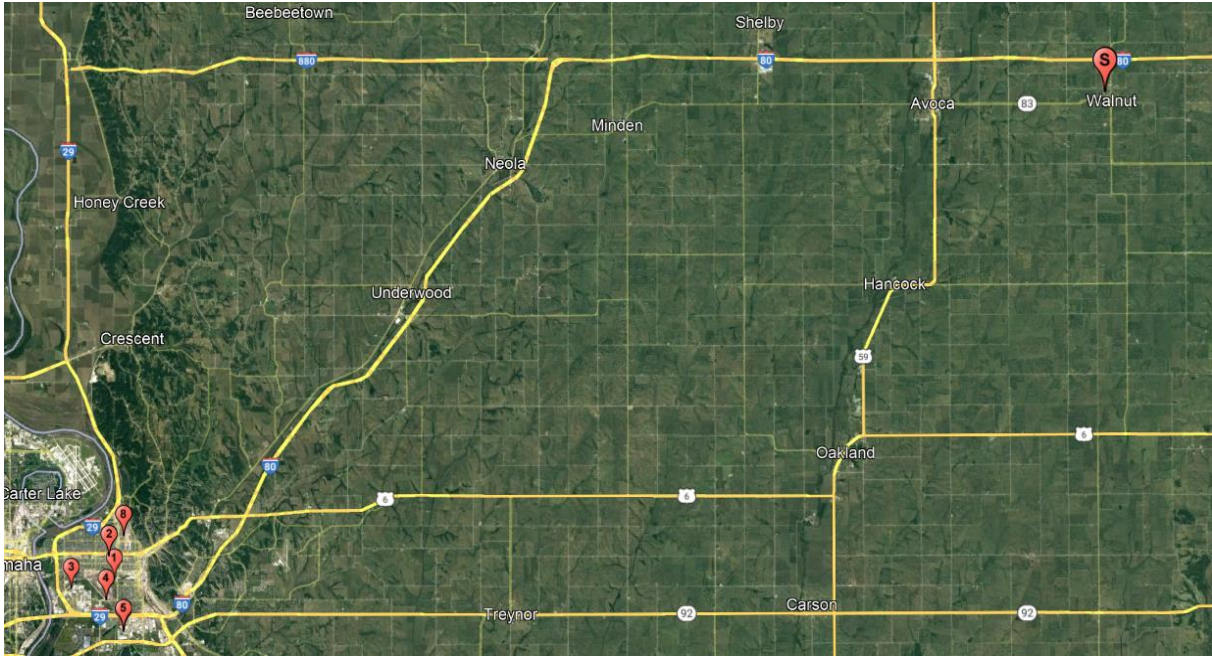 Beebeetown
Shelby
880
80
S
80
Avoca
83
Walnut
Minden
29
Neola
Honey Creek
Hancock
Underwood
Crescent
59
6
Oakland
80
Carter Lake
6
6
8
29
2
maha
1
3
4
80
5
29
Treynor
92
Carson
92